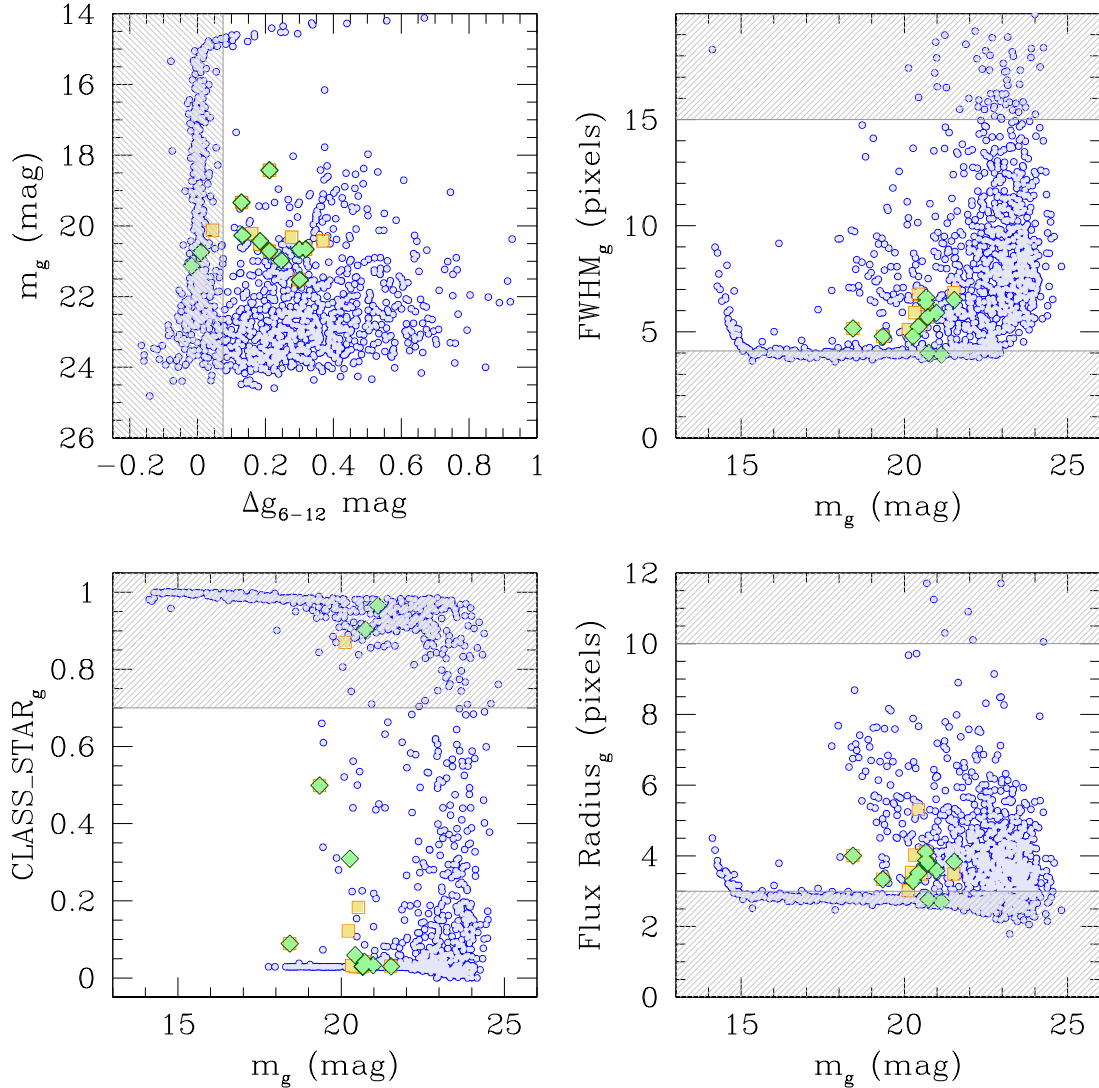 14
16
18
20
22
24
26
−0.2 0 0.2 0.4 0.6 0.8 1
m_g (mag)
Δg_6−12 mag
15
10
5
0
15 20 25
FWHM_g (pixels)
m_g (mag)
1
0.8
0.6
0.4
0.2
0
15 20 25
CLASS_STAR_g
m_g (mag)
12
10
8
6
4
2
0
15 20 25
Flux Radius_g (pixels)
m_g (mag)